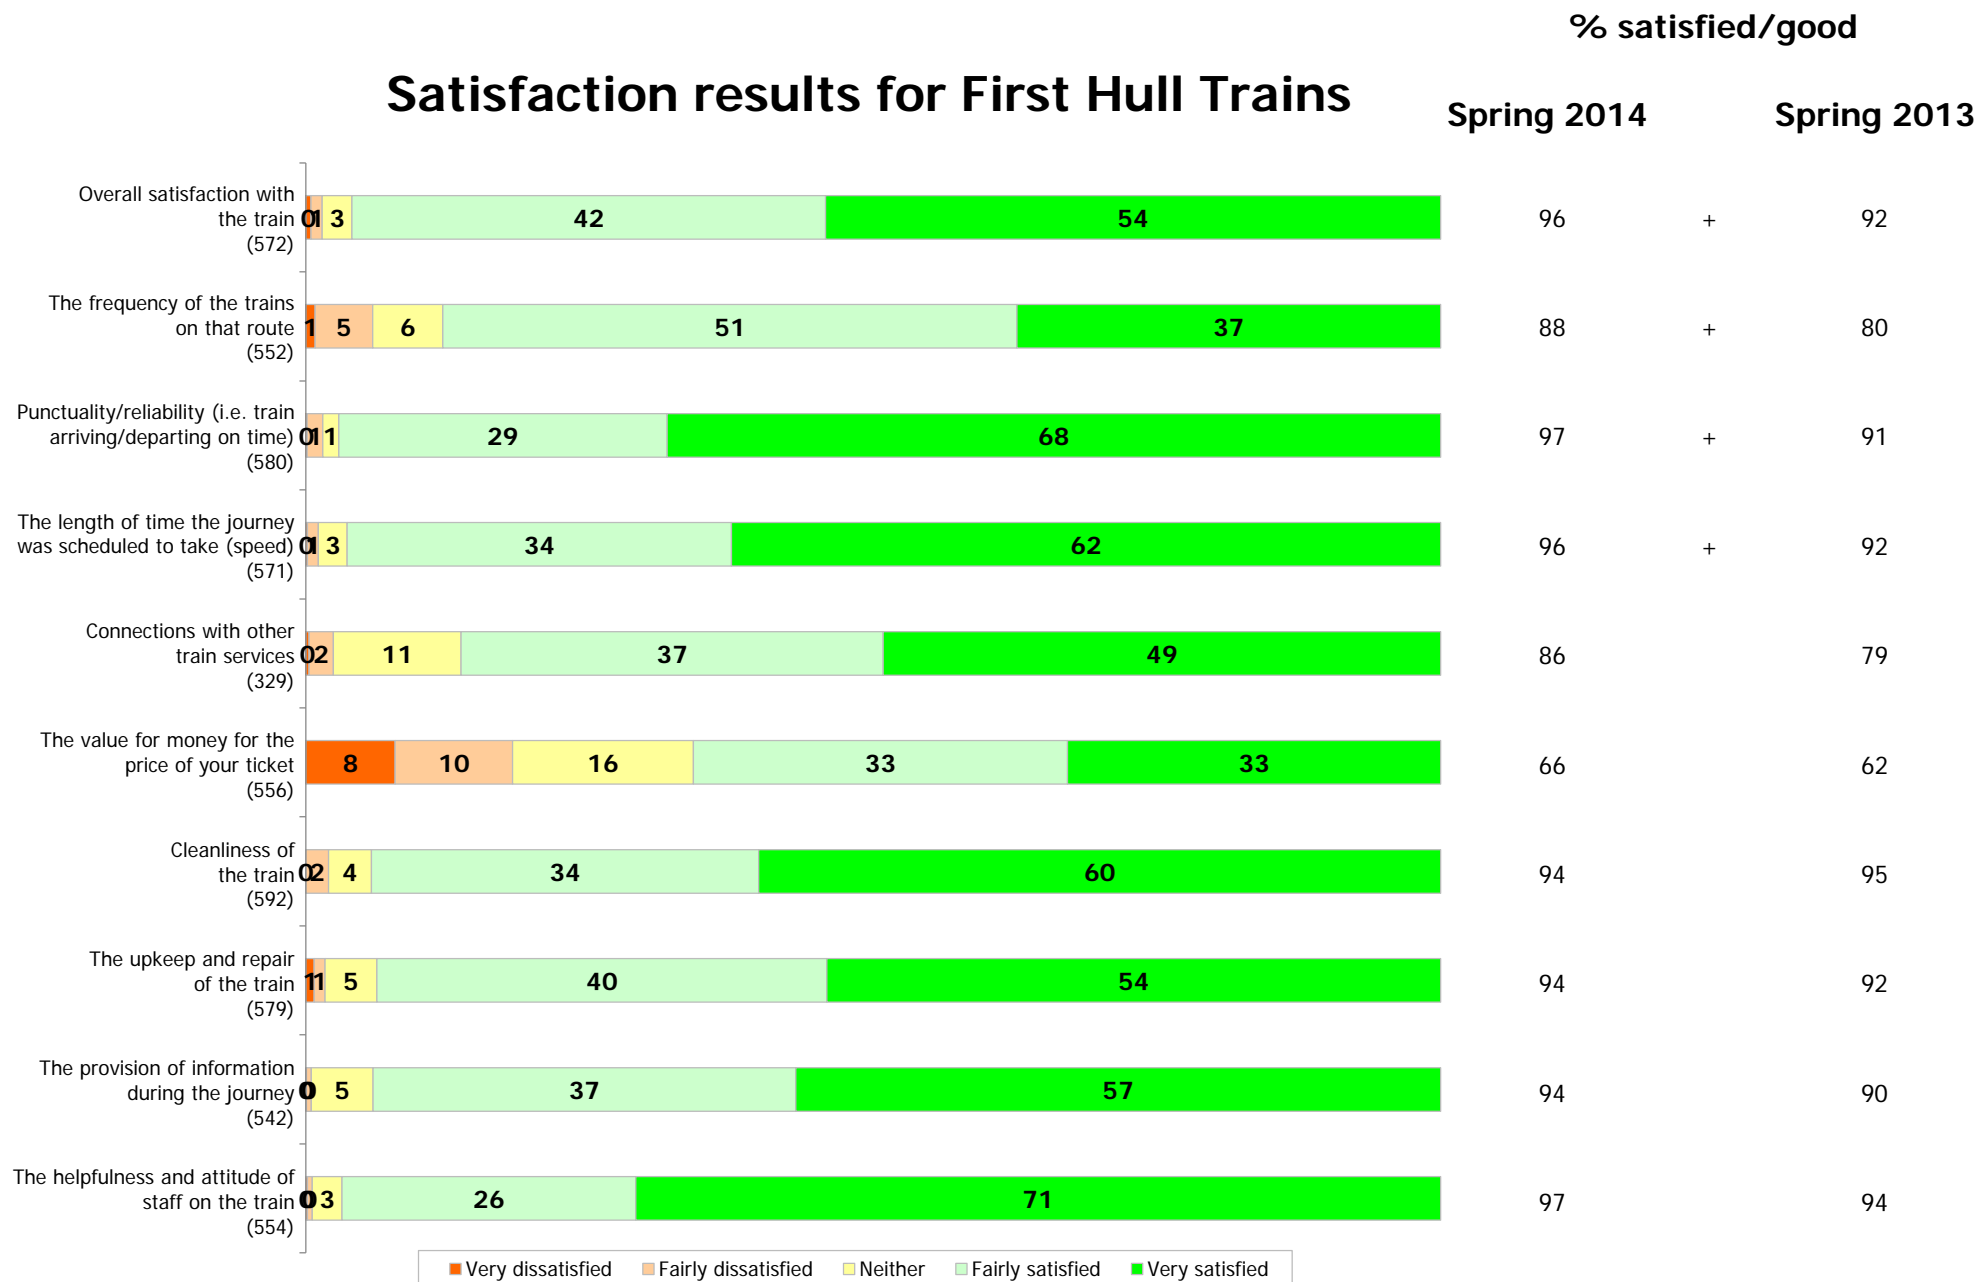 % satisfied/good
Satisfaction results for First Hull Trains
Spring 2014 Spring 2013
Overall satisfaction with
the train
(572)
0 1 3 42 54 96 + 92
The frequency of the trains
on that route
(552)
1 5 6 51 37 88 + 80
Punctuality/reliability (i.e. train
arriving/departing on time)
(580)
0 1 1 29 68 97 + 91
The length of time the journey
was scheduled to take (speed)
(571)
0 1 3 34 62 96 + 92
Connections with other
train services
(329)
0 2 11 37 49 86 79
The value for money for the
price of your ticket
(556)
8 10 16 33 33 66 62
Cleanliness of
the train
(592)
0 2 4 34 60 94 95
The upkeep and repair
of the train
(579)
1 1 5 40 54 94 92
The provision of information
during the journey
(542)
0 0 5 37 57 94 90
The helpfulness and attitude of
staff on the train
(554)
0 0 3 26 71 97 94
Very dissatisfied Fairly dissatisfied Neither Fairly satisfied Very satisfied